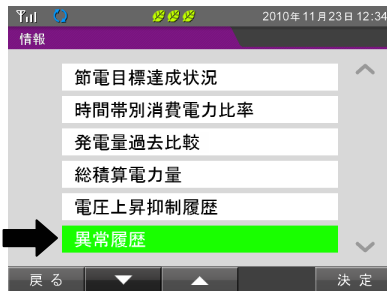 2010年11月23日 12:34
情報
節電目標達成状況
時間帯別消費電力比率
発電量過去比較
総積算電力量
電圧上昇抑制履歴
異常履歴
戻る 決定